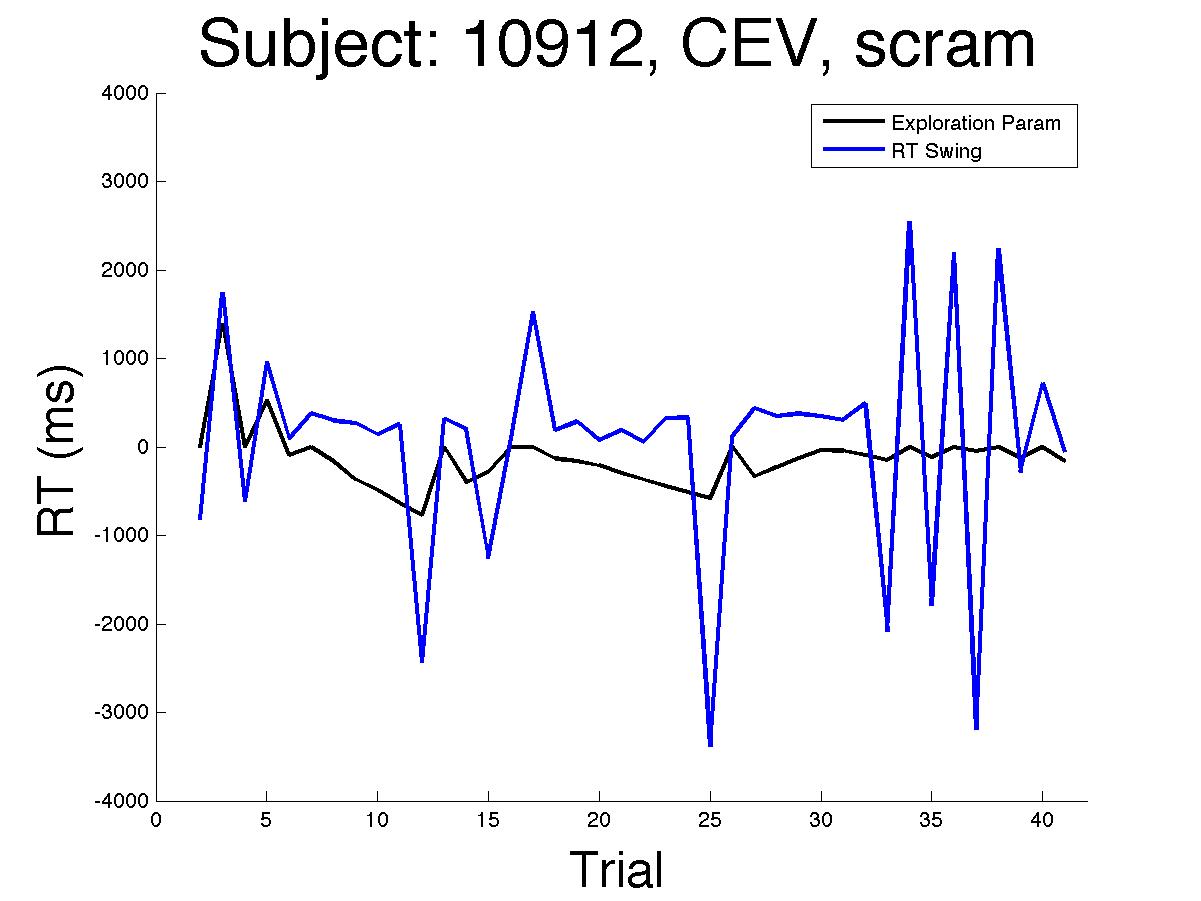 Subject: 10912, CEV, scram
4000
3000
2000
1000
0
-1000
-2000
-3000
-4000
RT (ms)
Exploration Param
RT Swing
0 5 10 15 20 25 30 35 40
Trial